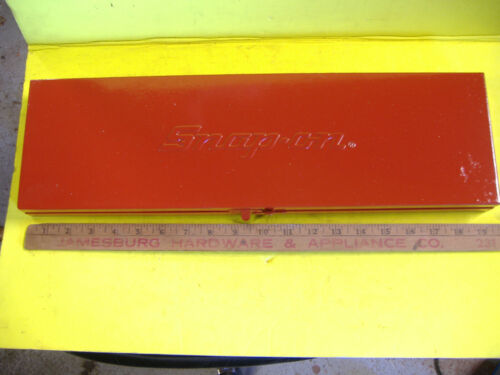 Snap-on®
1 2 3 4 5 6 7 8 9 10 11 12 13 14 15 16 17 18 19
JAMESBURG HARDWARE & APPLIANCE CO.